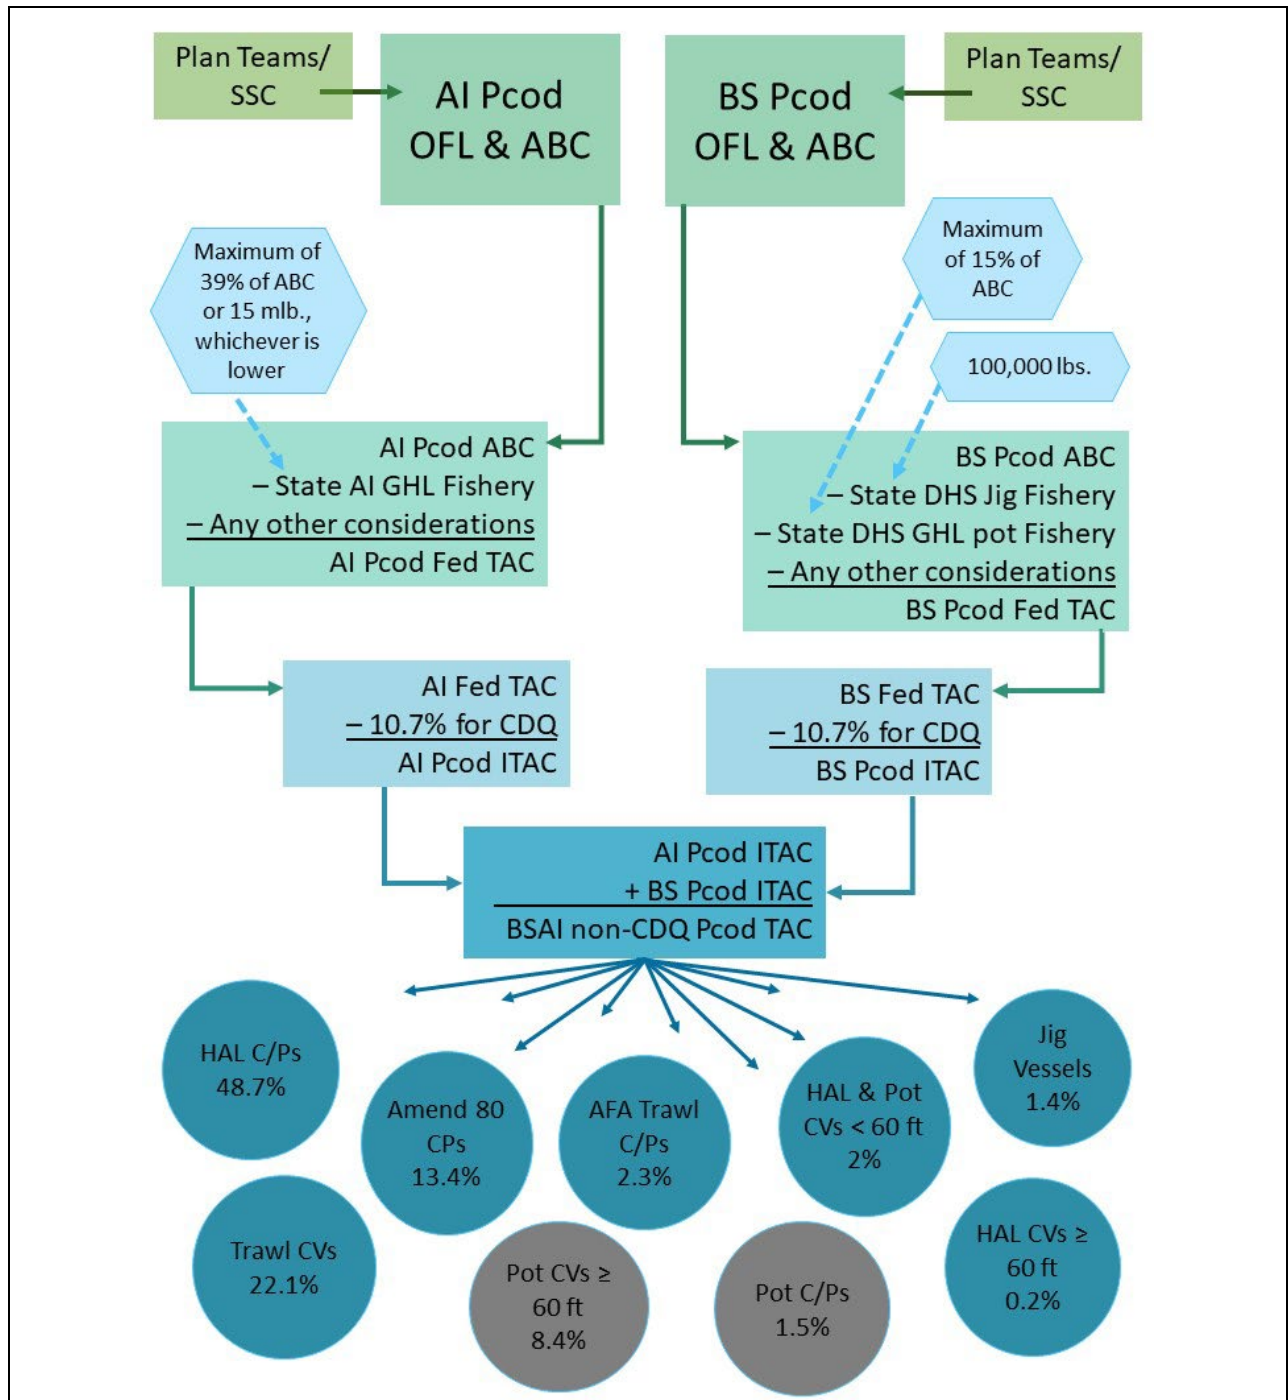 Plan Teams/
SSC
AI Pcod
OFL & ABC
BS Pcod
OFL & ABC
Plan Teams/
SSC
Maximum of
39% of ABC
or 15 mlb.,
whichever is
lower
Maximum
of 15% of
ABC
100,000 lbs.
AI Pcod ABC
– State AI GHL Fishery
– Any other considerations
AI Pcod Fed TAC
BS Pcod ABC
– State DHS Jig Fishery
– State DHS GHL pot Fishery
– Any other considerations
BS Pcod Fed TAC
AI Fed TAC
– 10.7% for CDQ
AI Pcod ITAC
BS Fed TAC
– 10.7% for CDQ
BS Pcod ITAC
AI Pcod ITAC
+ BS Pcod ITAC
BSAI non-CDQ Pcod TAC
HAL C/Ps
48.7%
Amend 80
CPs
13.4%
AFA Trawl
C/Ps
2.3%
HAL & Pot
CVs < 60 ft
2%
Jig
Vessels
1.4%
Trawl CVs
22.1%
Pot CVs ≥
60 ft
8.4%
Pot C/Ps
1.5%
HAL CVs ≥
60 ft
0.2%